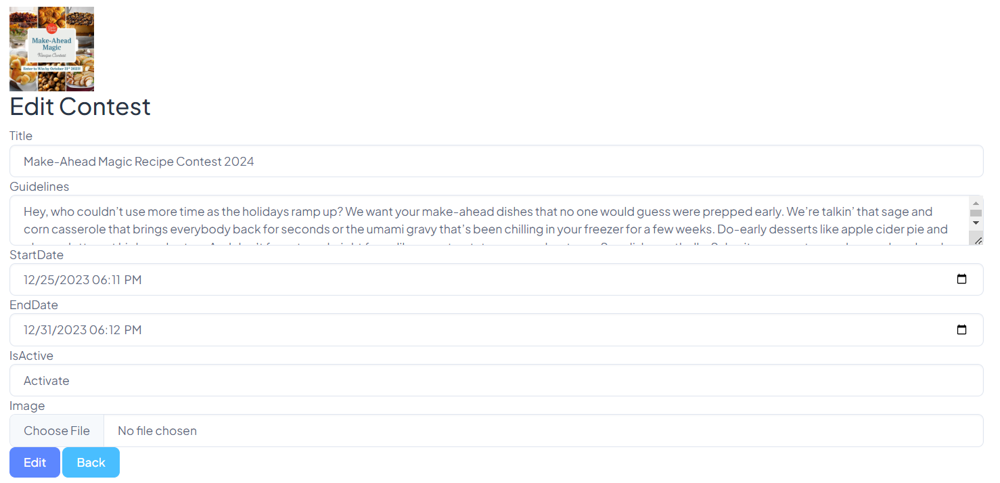 Make-Ahead
Magic
Recipe Contest
Enter to Win by October 31st 2023!
Edit Contest
Title
Make-Ahead Magic Recipe Contest 2024
Guidelines
Hey, who couldn’t use more time as the holidays ramp up? We want your make-ahead dishes that no one would guess were prepped early. We’re talkin’ that sage and
corn casserole that brings everybody back for seconds or the umami gravy that’s been chilling in your freezer for a few weeks. Do-early desserts like apple cider pie and
StartDate
12/25/2023 06:11 PM
EndDate
12/31/2023 06:12 PM
IsActive
Activate
Image
Choose File No file chosen
Edit Back